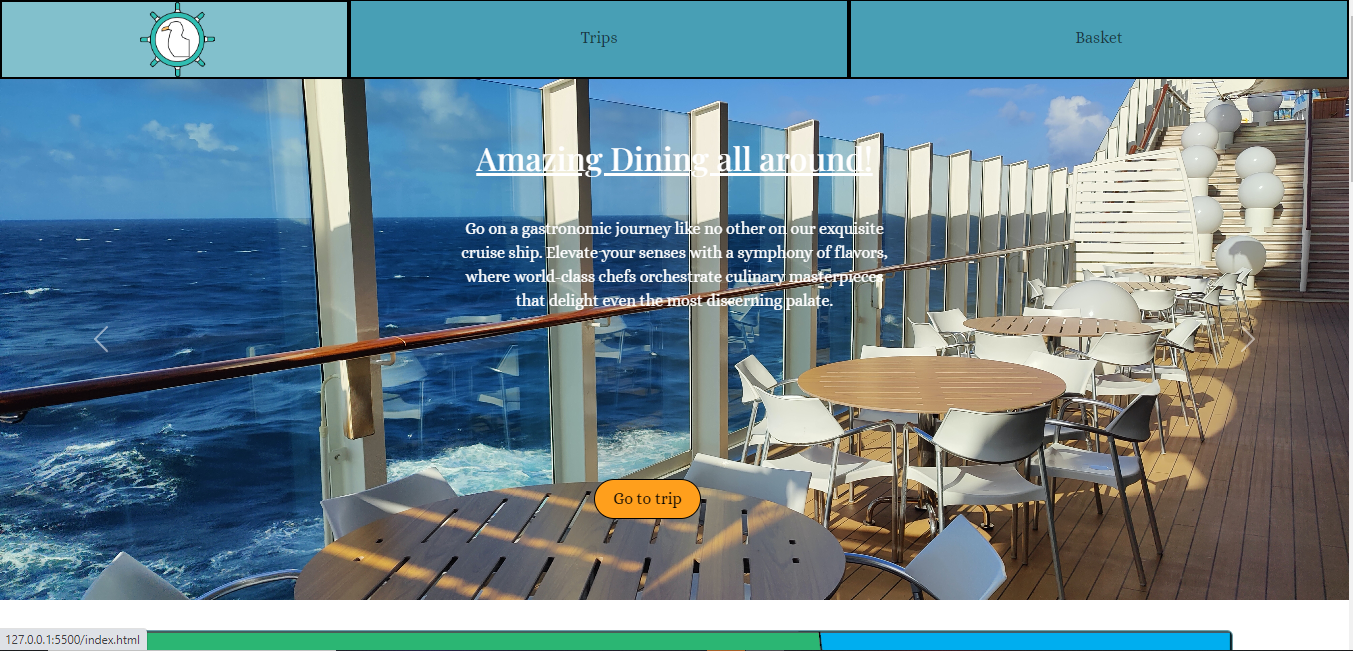 Trips
Basket
Amazing Dining all around!
Go on a gastronomic journey like no other on our exquisite
cruise ship. Elevate your senses with a symphony of flavors,
where world-class chefs orchestrate culinary masterpieces
that delight even the most discerning palate.
Go to trip
127.0.0.1:5500/index.html